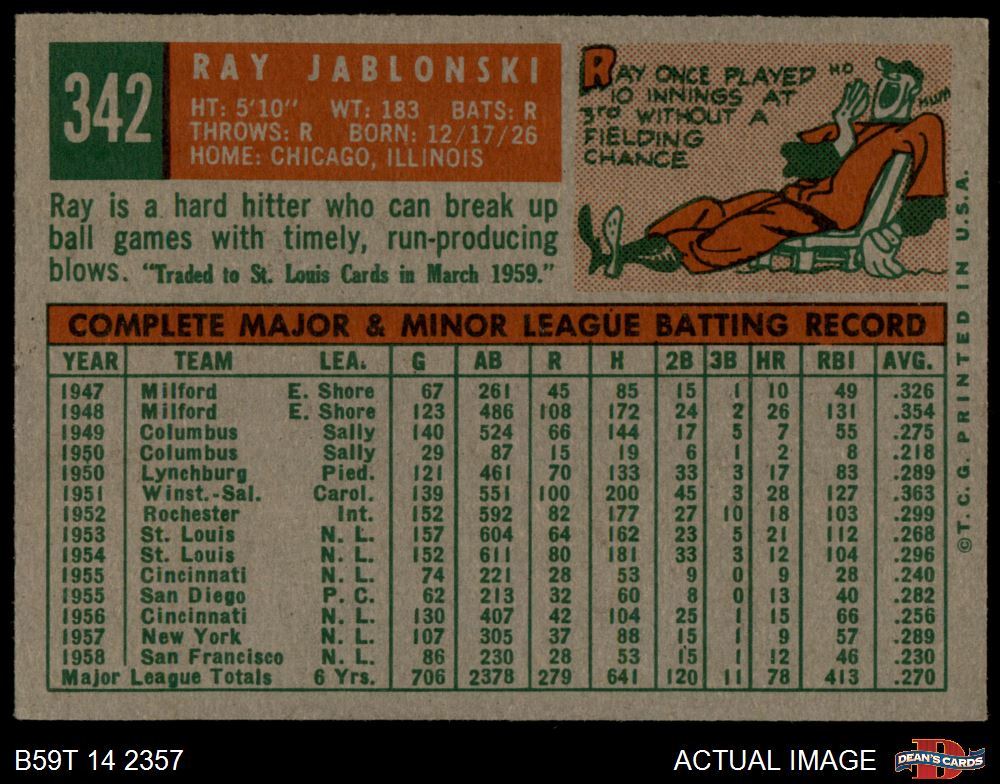 342
RAY JABLONSKI
HT: 5'10" WT: 183 BATS: R
THROWS: R BORN: 12/17/26
HOME: CHICAGO, ILLINOIS
RAY ONCE PLAYED
10 INNINGS AT
3RD WITHOUT A
FIELDING
CHANCE
HO
HUM
Ray is a hard hitter who can break up
ball games with timely, run-producing
blows. "Traded to St. Louis Cards in March 1959."
COMPLETE MAJOR & MINOR LEAGUE BATTING RECORD
YEAR TEAM LEA. G AB R H 2B 3B HR RBI AVG.
1947 Milford E. Shore 67 261 45 85 15 1 10 49 .326
1948 Milford E. Shore 123 486 108 172 24 2 26 131 .354
1949 Columbus Sally 140 524 66 144 17 5 7 55 .275
1950 Columbus Sally 29 87 15 19 6 1 2 8 .218
1950 Lynchburg Pied. 121 461 70 133 33 3 17 83 .289
1951 Winst.-Sal. Carol. 139 551 100 200 45 3 28 127 .363
1952 Rochester Int. 152 592 82 177 27 10 18 103 .299
1953 St. Louis N. L. 157 604 64 162 23 5 21 112 .268
1954 St. Louis N. L. 152 611 80 181 33 3 12 104 .296
1955 Cincinnati N. L. 74 221 28 53 9 0 9 28 .240
1955 San Diego P. C. 62 213 32 60 8 0 13 40 .282
1956 Cincinnati N. L. 130 407 42 104 25 1 15 66 .256
1957 New York N. L. 107 305 37 88 15 1 9 57 .289
1958 San Francisco N. L. 86 230 28 53 15 1 12 46 .230
Major League Totals 6 Yrs. 706 2378 279 641 120 11 78 413 .270
©T.C.G. PRINTED IN U.S.A.
B59T 14 2357
ACTUAL IMAGE
D
DEAN'S CARDS